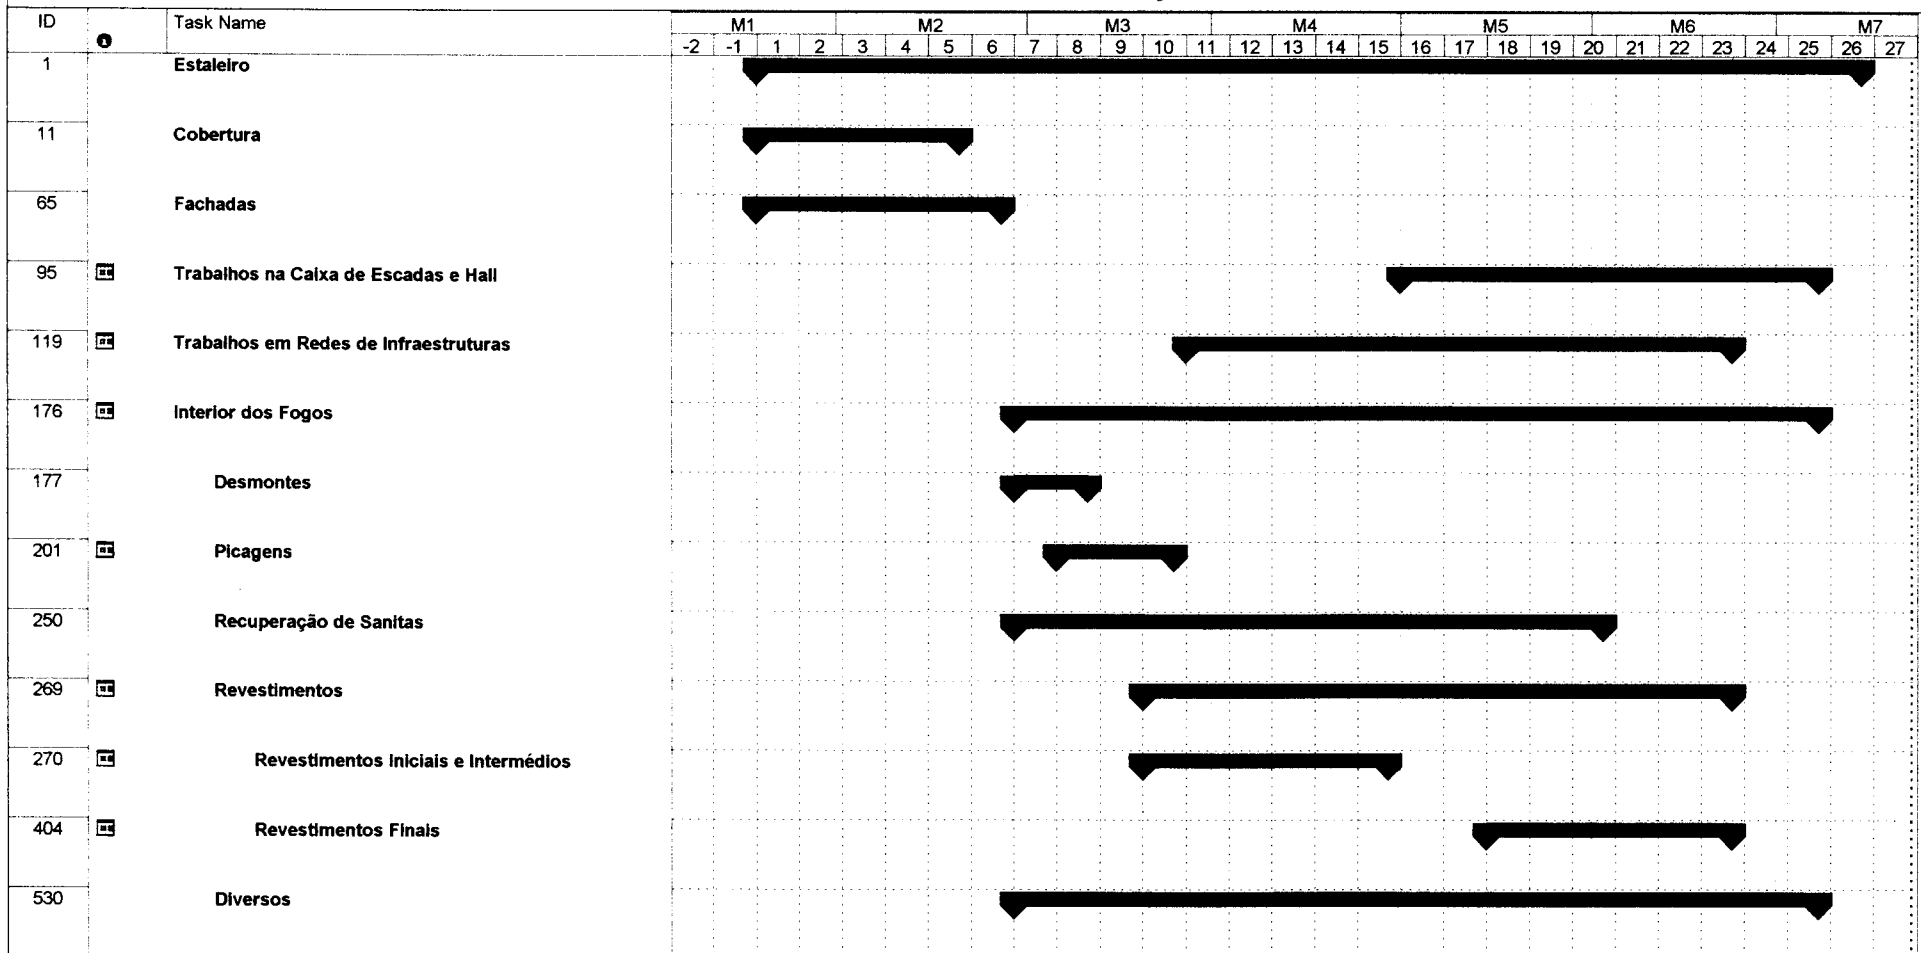 ID Task Name M1 M2 M3 M4 M5 M6 M7
-2 -1 1 2 3 4 5 6 7 8 9 10 11 12 13 14 15 16 17 18 19 20 21 22 23 24 25 26 27
1 Estaleiro
11 Cobertura
65 Fachadas
95 Trabalhos na Caixa de Escadas e Hall
119 Trabalhos em Redes de Infraestruturas
176 Interior dos Fogos
177 Desmontes
201 Picagens
250 Recuperação de Sanitas
269 Revestimentos
270 Revestimentos Iniciais e Intermédios
404 Revestimentos Finais
530 Diversos